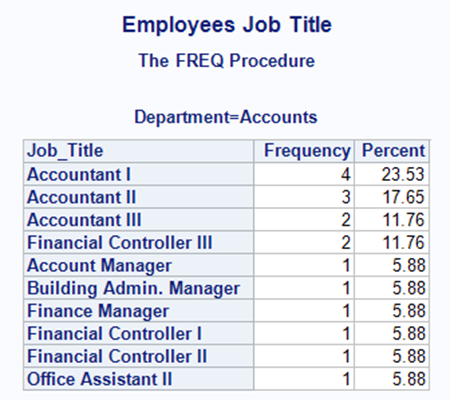 Employees Job Title
The FREQ Procedure
Department=Accounts
Job_Title Frequency Percent
Accountant I 4 23.53
Accountant II 3 17.65
Accountant III 2 11.76
Financial Controller III 2 11.76
Account Manager 1 5.88
Building Admin. Manager 1 5.88
Finance Manager 1 5.88
Financial Controller I 1 5.88
Financial Controller II 1 5.88
Office Assistant II 1 5.88